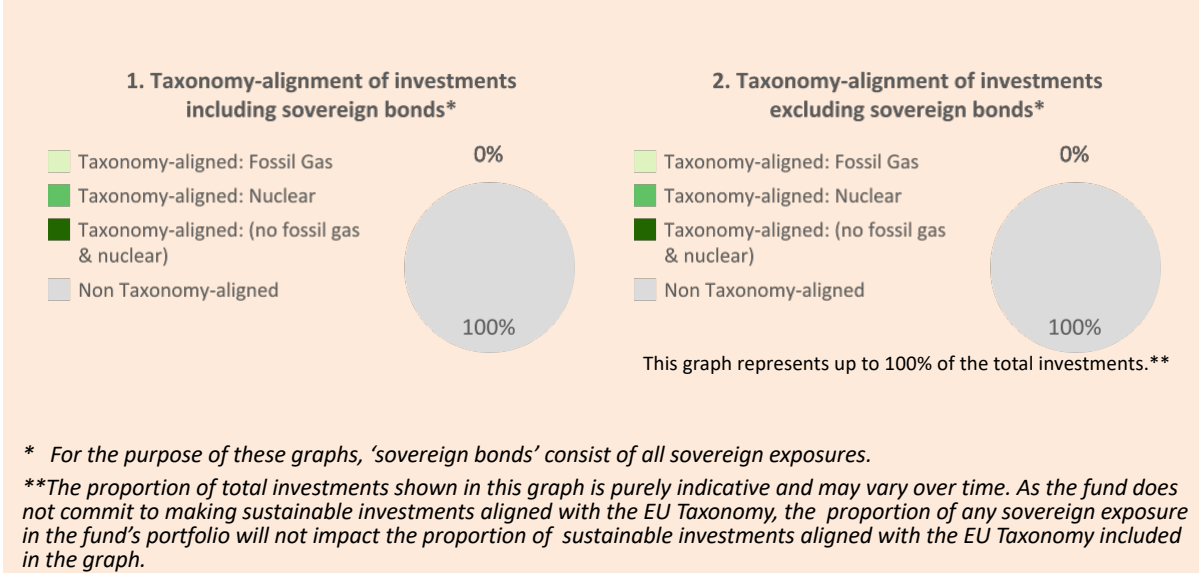 1. Taxonomy-alignment of investments
including sovereign bonds*
Taxonomy-aligned: Fossil Gas
Taxonomy-aligned: Nuclear
Taxonomy-aligned: (no fossil gas
& nuclear)
Non Taxonomy-aligned
0%
100%
2. Taxonomy-alignment of investments
excluding sovereign bonds*
Taxonomy-aligned: Fossil Gas
Taxonomy-aligned: Nuclear
Taxonomy-aligned: (no fossil gas
& nuclear)
Non Taxonomy-aligned
0%
100%
This graph represents up to 100% of the total investments.**
* For the purpose of these graphs, ‘sovereign bonds’ consist of all sovereign exposures.
**The proportion of total investments shown in this graph is purely indicative and may vary over time. As the fund does
not commit to making sustainable investments aligned with the EU Taxonomy, the proportion of any sovereign exposure
in the fund’s portfolio will not impact the proportion of sustainable investments aligned with the EU Taxonomy included
in the graph.